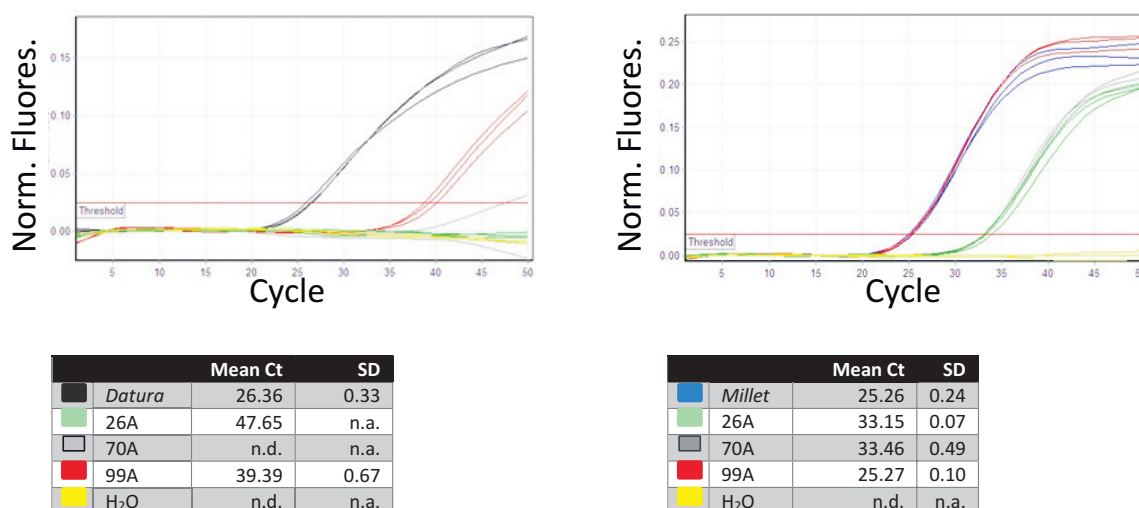 Norm. Fluores.
0.15
0.10
0.05
0.00
Threshold
5 10 15 20 25 30 35 40 45 50
Cycle
Mean Ct SD
Datura 26.36 0.33
26A 47.65 n.a.
70A n.d. n.a.
99A 39.39 0.67
H₂O n.d. n.a.
Norm. Fluores.
0.25
0.20
0.15
0.10
0.05
0.00
Threshold
5 10 15 20 25 30 35 40 45
Cycle
Mean Ct SD
Millet 25.26 0.24
26A 33.15 0.07
70A 33.46 0.49
99A 25.27 0.10
H₂O n.d. n.a.